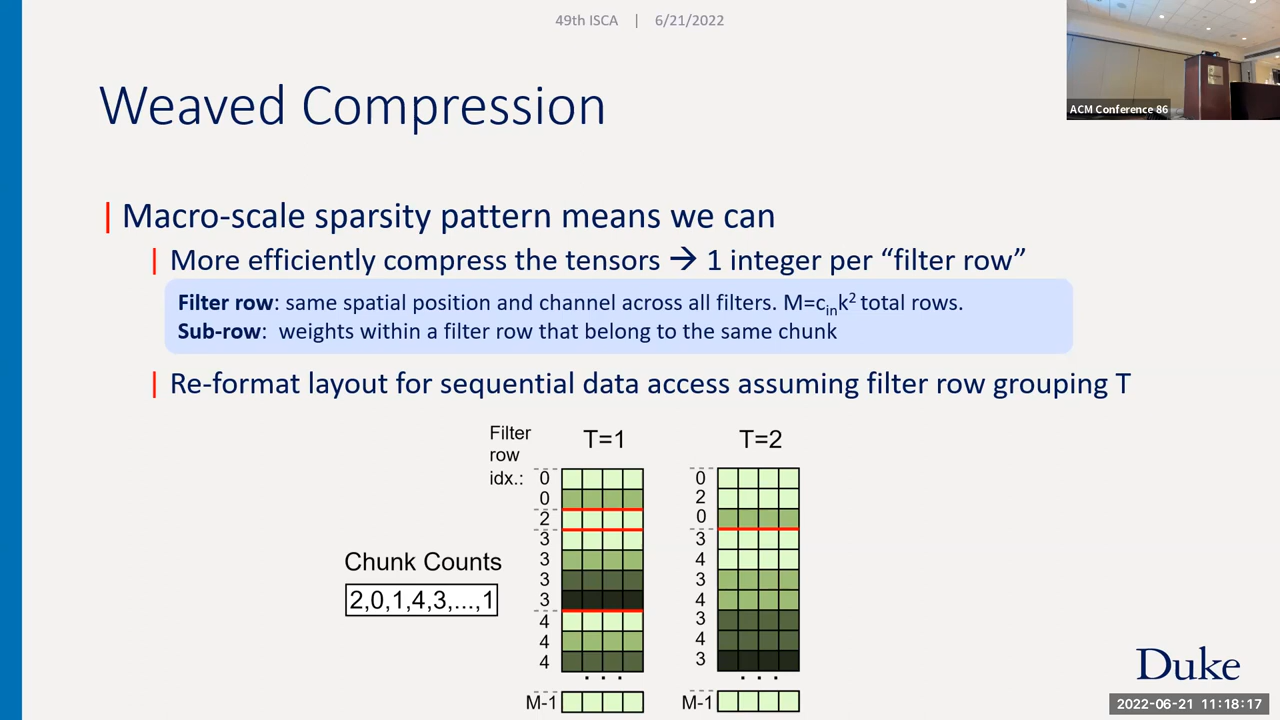 49th ISCA | 6/21/2022
ACM Conference 86
Weaved Compression
Macro-scale sparsity pattern means we can
More efficiently compress the tensors → 1 integer per “filter row”
Filter row: same spatial position and channel across all filters. M=cink² total rows.
Sub-row: weights within a filter row that belong to the same chunk
Re-format layout for sequential data access assuming filter row grouping T
Filter
row
idx.:
T=1
0
0
2
3
3
3
3
4
4
4
. . .
M-1
T=2
0
2
0
3
4
3
4
3
4
3
. . .
M-1
Chunk Counts
2,0,1,4,3,...,1
Duke
2022-06-21 11:18:17